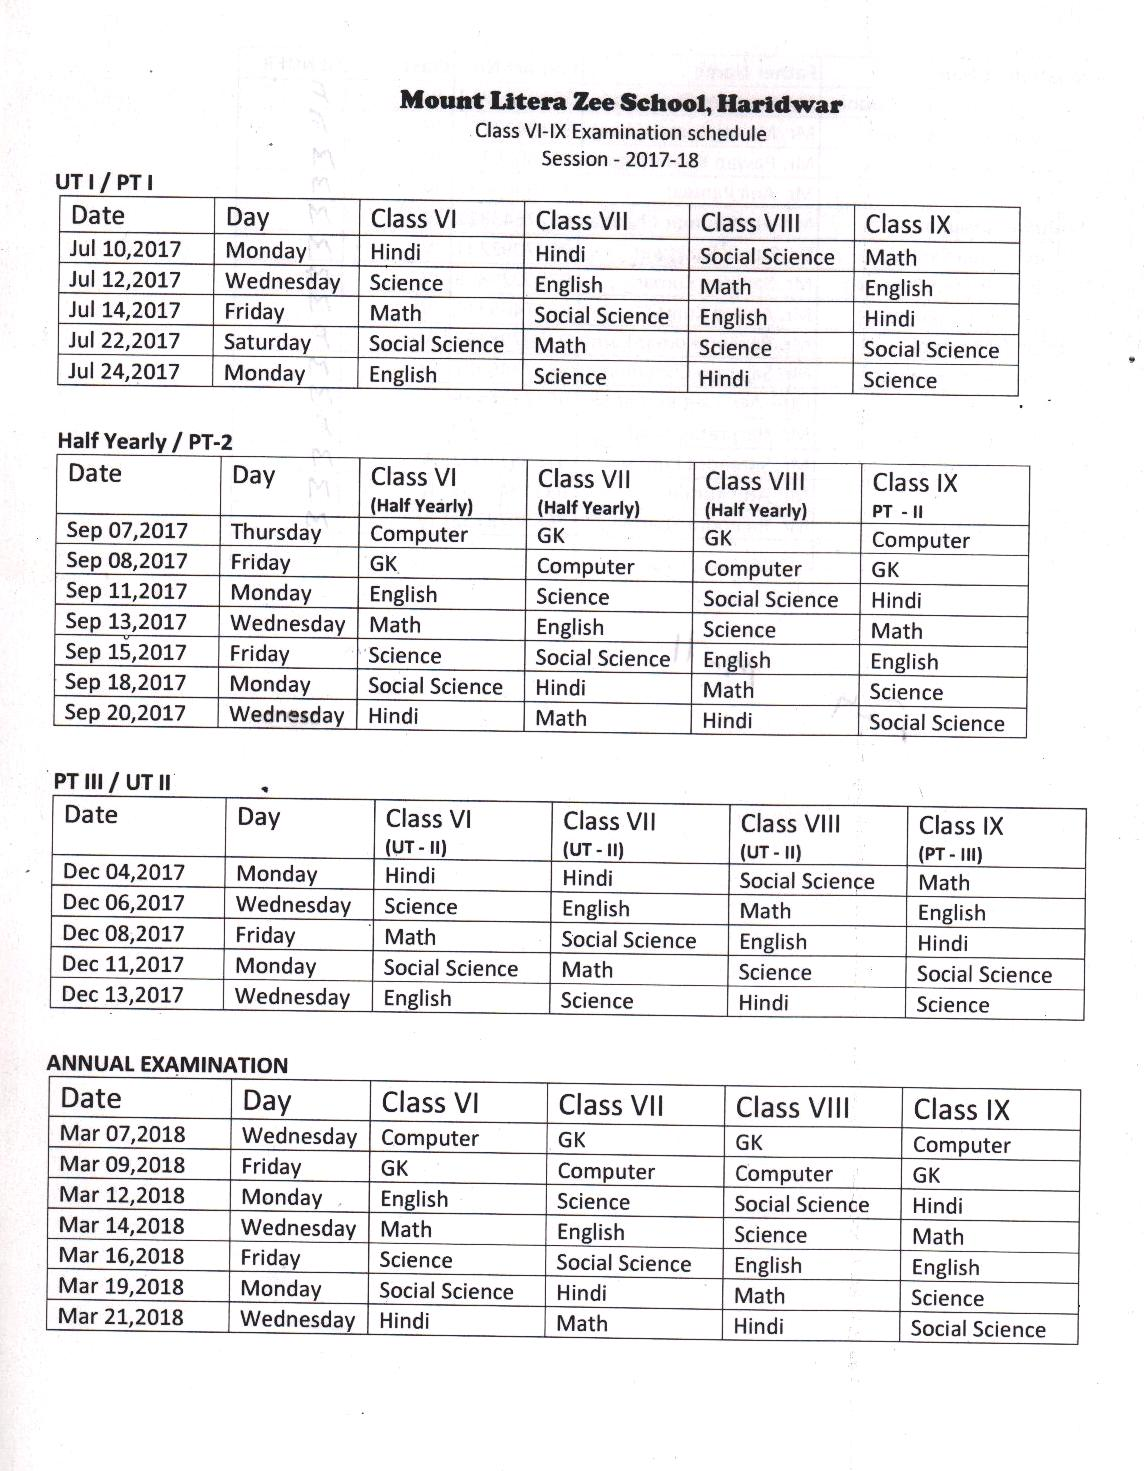 Mount Litera Zee School, Haridwar
Class VI-IX Examination schedule
Session - 2017-18
UT I / PT I
Date Day Class VI Class VII Class VIII Class IX
Jul 10,2017 Monday Hindi Hindi Social Science Math
Jul 12,2017 Wednesday Science English Math English
Jul 14,2017 Friday Math Social Science English Hindi
Jul 22,2017 Saturday Social Science Math Science Social Science
Jul 24,2017 Monday English Science Hindi Science
Half Yearly / PT-2
Date Day Class VI Class VII Class VIII Class IX
(Half Yearly) (Half Yearly) (Half Yearly) PT - II
Sep 07,2017 Thursday Computer GK GK Computer
Sep 08,2017 Friday GK Computer Computer GK
Sep 11,2017 Monday English Science Social Science Hindi
Sep 13,2017 Wednesday Math English Science Math
Sep 15,2017 Friday Science Social Science English English
Sep 18,2017 Monday Social Science Hindi Math Science
Sep 20,2017 Wednesday Hindi Math Hindi Social Science
PT III / UT II
Date Day Class VI Class VII Class VIII Class IX
(UT - II) (UT - II) (UT - II) (PT - III)
Dec 04,2017 Monday Hindi Hindi Social Science Math
Dec 06,2017 Wednesday Science English Math English
Dec 08,2017 Friday Math Social Science English Hindi
Dec 11,2017 Monday Social Science Math Science Social Science
Dec 13,2017 Wednesday English Science Hindi Science
ANNUAL EXAMINATION
Date Day Class VI Class VII Class VIII Class IX
Mar 07,2018 Wednesday Computer GK GK Computer
Mar 09,2018 Friday GK Computer Computer GK
Mar 12,2018 Monday English Science Social Science Hindi
Mar 14,2018 Wednesday Math English Science Math
Mar 16,2018 Friday Science Social Science English English
Mar 19,2018 Monday Social Science Hindi Math Science
Mar 21,2018 Wednesday Hindi Math Hindi Social Science